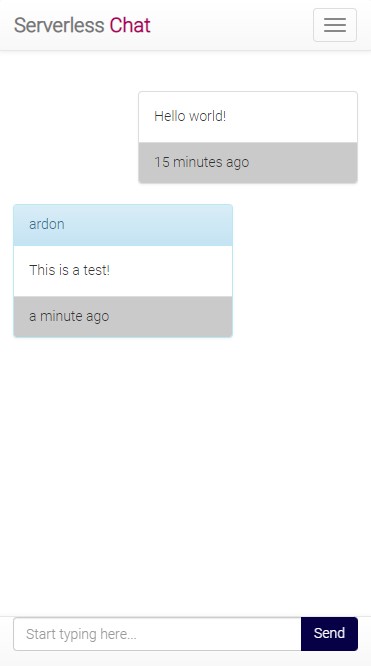 Serverless Chat
Hello world!
15 minutes ago
ardon
This is a test!
a minute ago
Start typing here...
Send